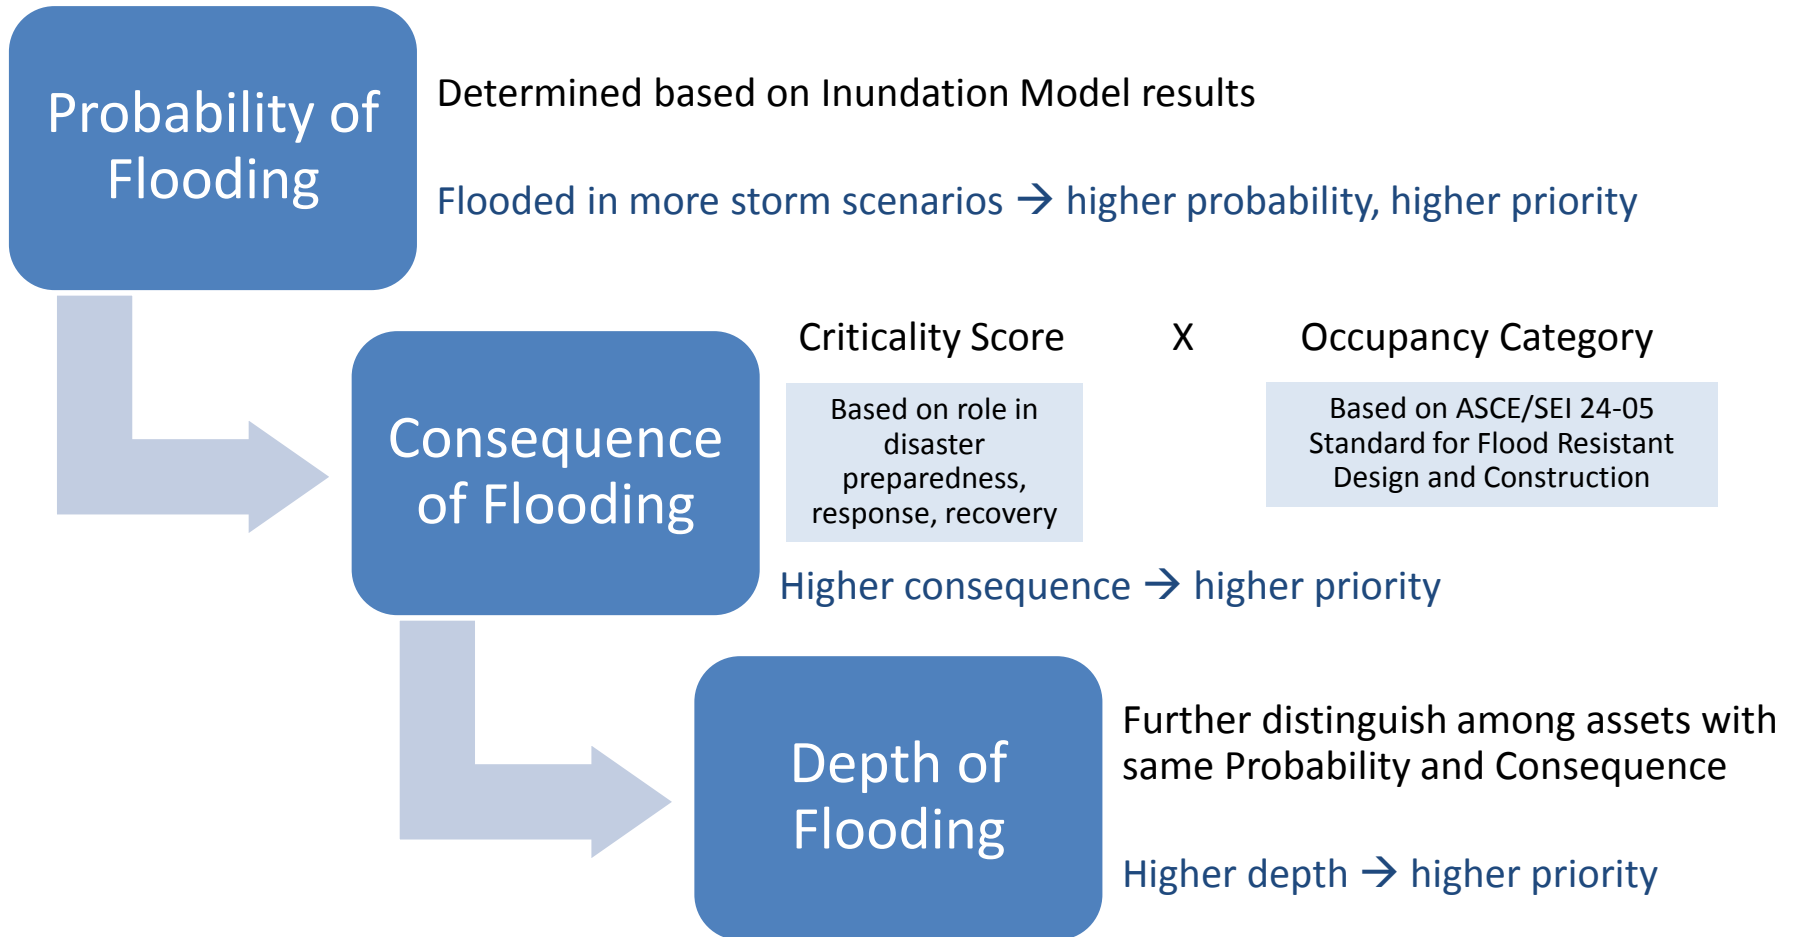 Probability of
Flooding
Determined based on Inundation Model results
Flooded in more storm scenarios → higher probability, higher priority
Consequence
of Flooding
Criticality Score X Occupancy Category
Based on role in
disaster
preparedness,
response, recovery
Based on ASCE/SEI 24-05
Standard for Flood Resistant
Design and Construction
Higher consequence → higher priority
Depth of
Flooding
Further distinguish among assets with
same Probability and Consequence
Higher depth → higher priority